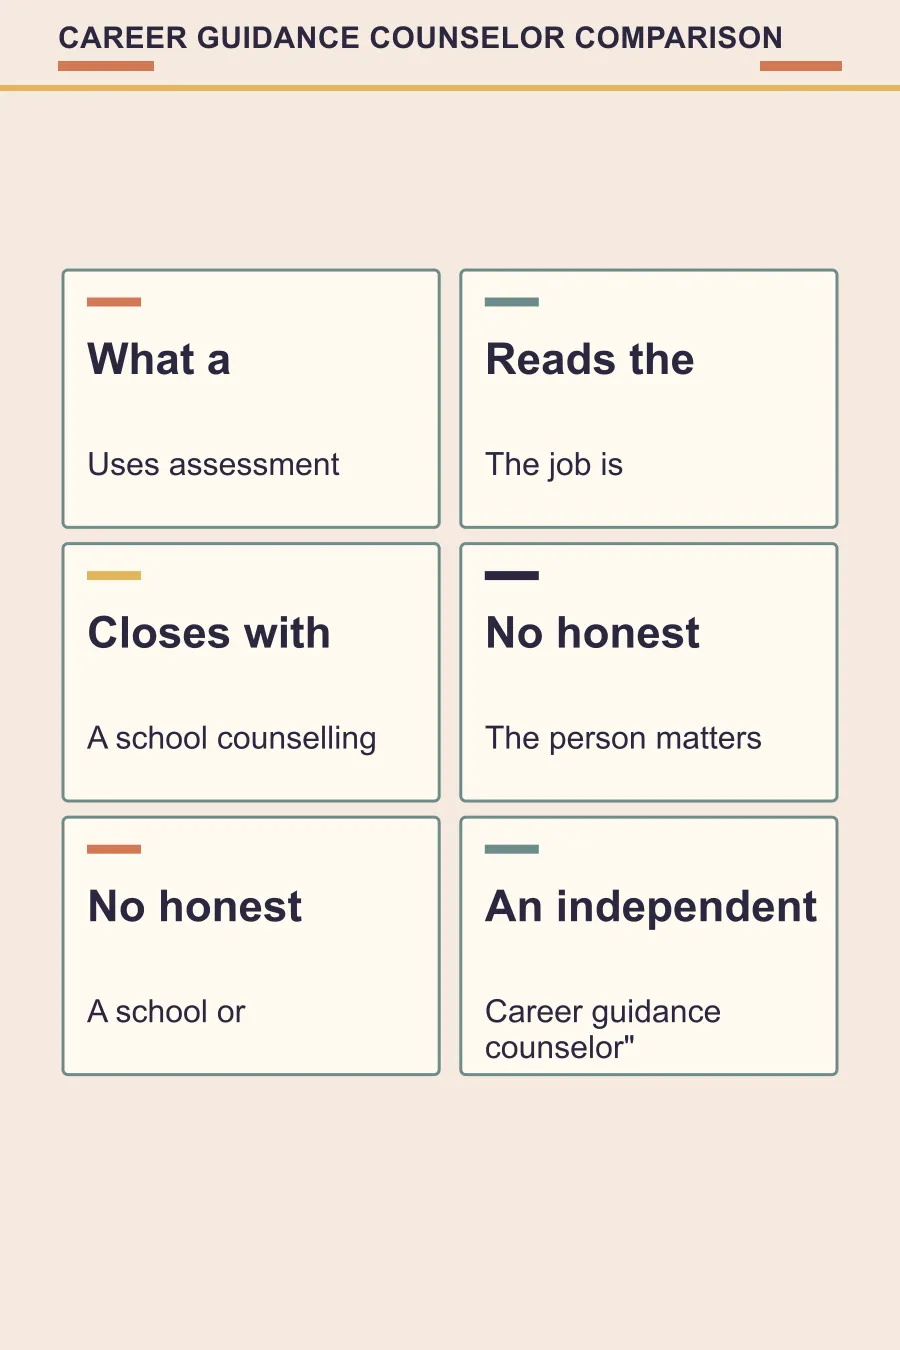 CAREER GUIDANCE COUNSELOR COMPARISON
What a
Uses assessment
Reads the
The job is
Closes with
A school counselling
No honest
The person matters
No honest
A school or
An independent
Career guidance
counselor"